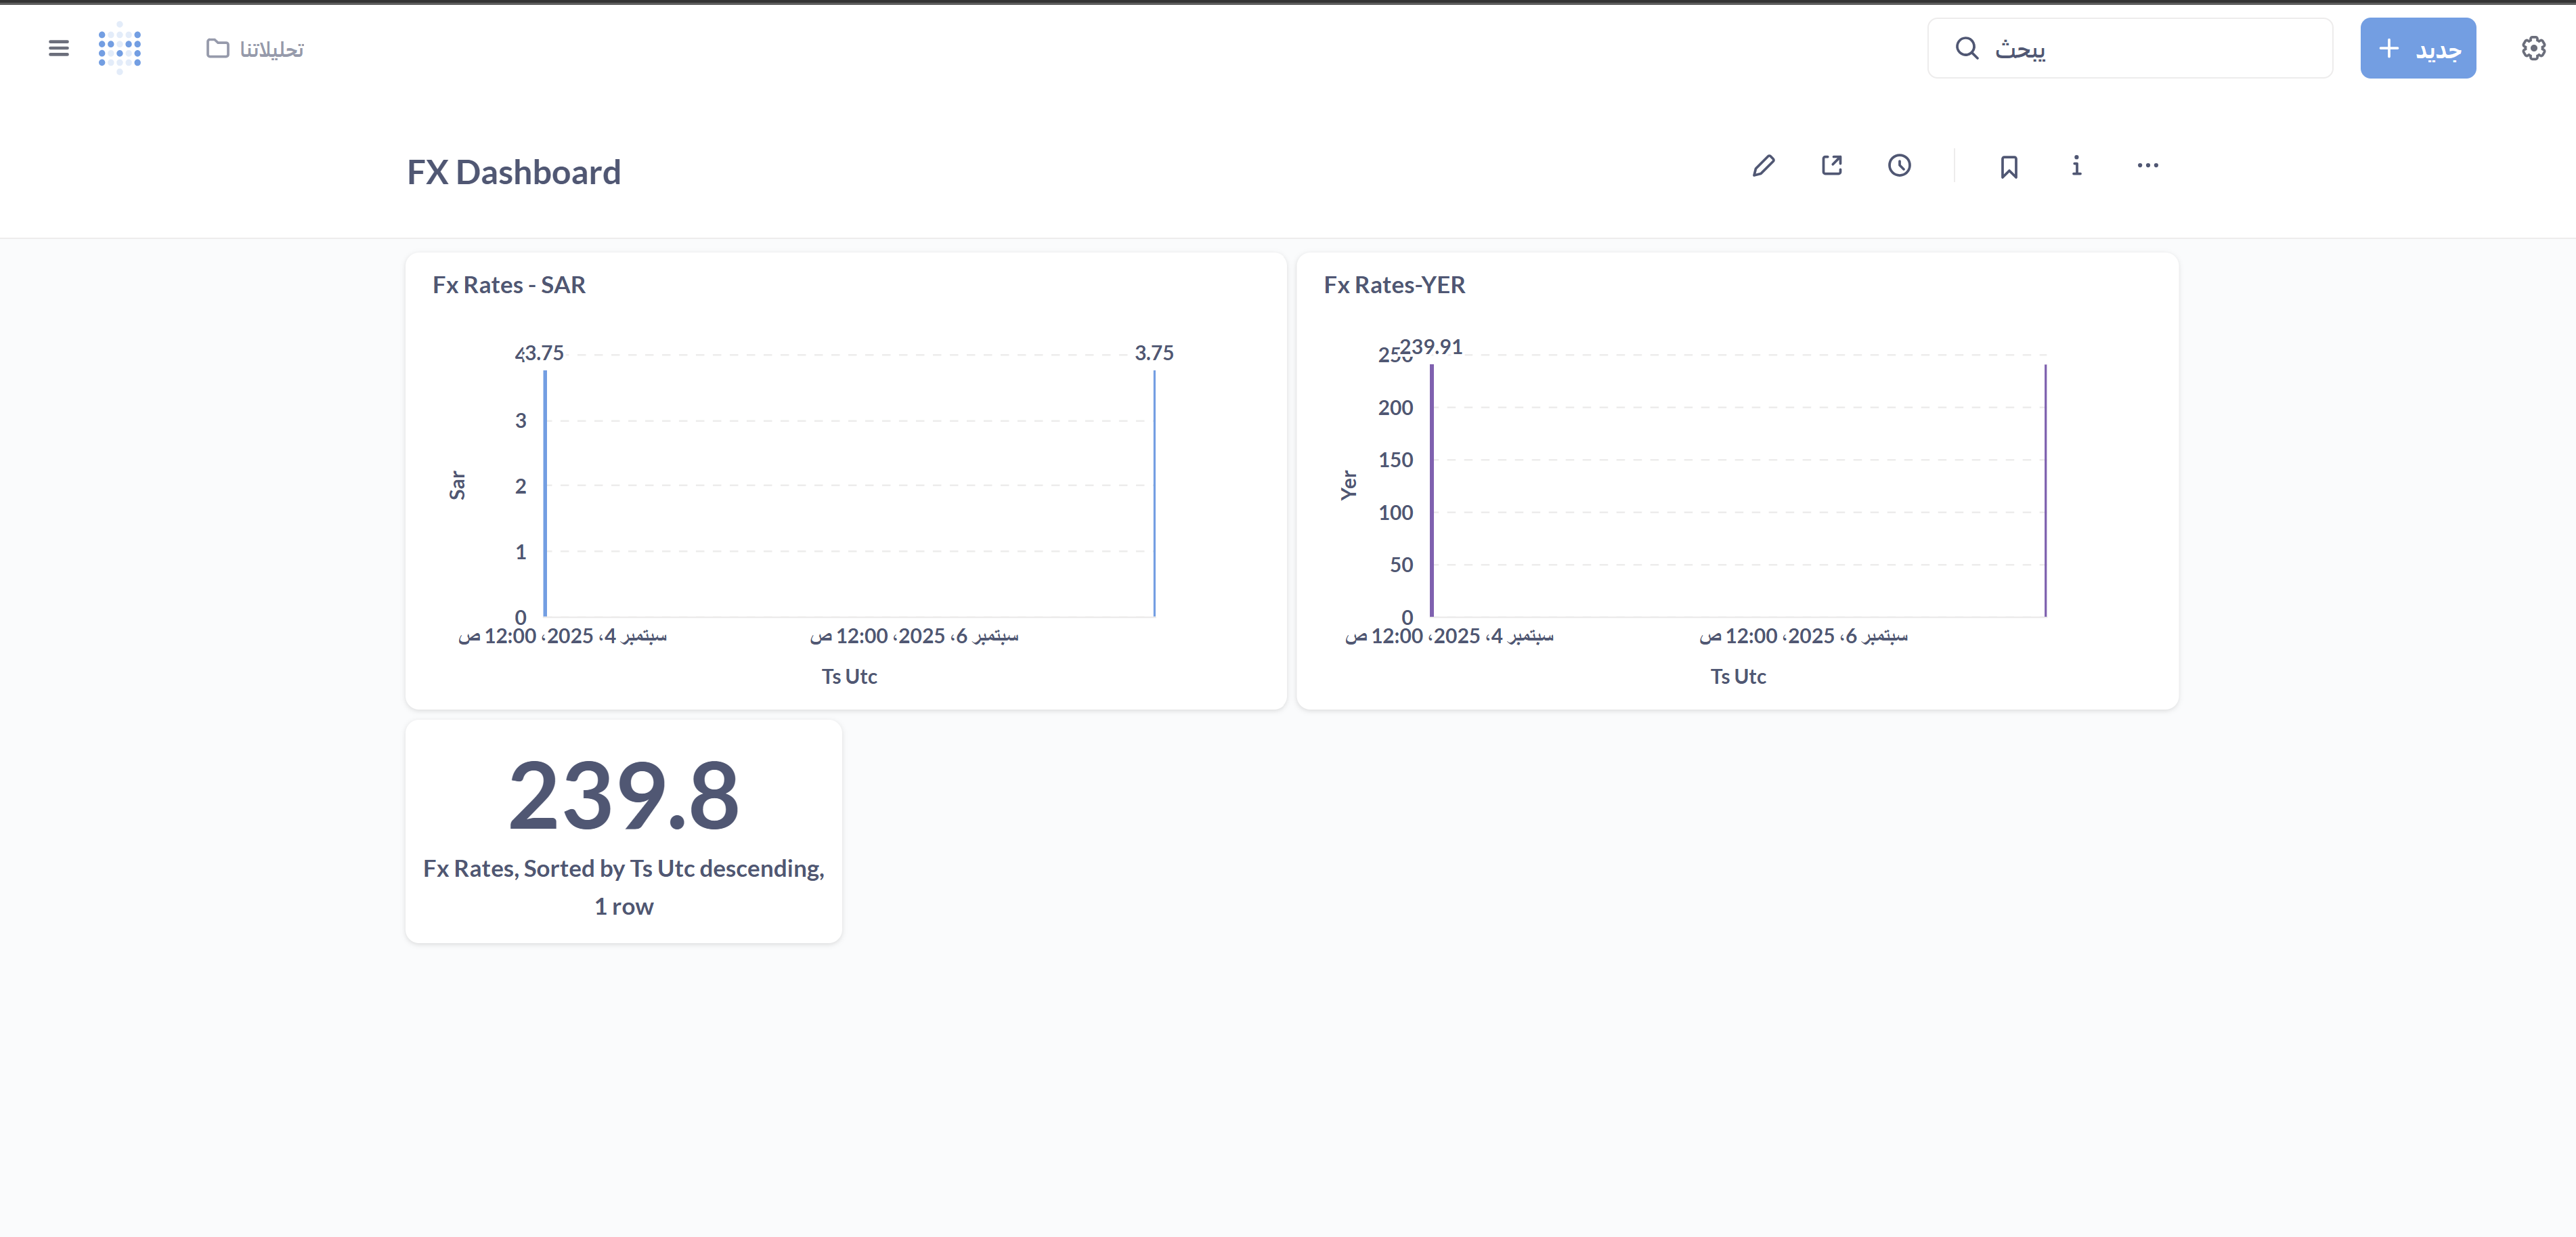 تحليلاتنا
يبحث
جديد
FX Dashboard
Fx Rates - SAR
3.75
3.75
3
2
1
0
Sar
سبتمبر 4، 2025، 12:00 ص
سبتمبر 6، 2025، 12:00 ص
Ts Utc
Fx Rates-YER
239.91
250
200
150
100
50
0
Yer
سبتمبر 4، 2025، 12:00 ص
سبتمبر 6، 2025، 12:00 ص
Ts Utc
239.8
Fx Rates, Sorted by Ts Utc descending,
1 row